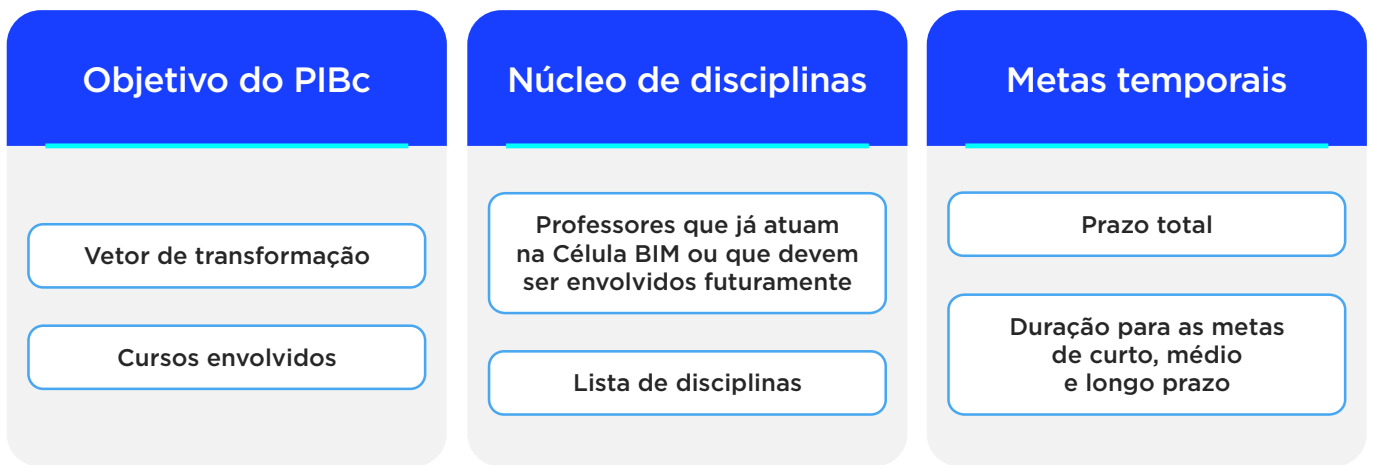 Objetivo do PIBc
Vetor de transformação
Cursos envolvidos
Núcleo de disciplinas
Professores que já atuam
na Célula BIM ou que devem
ser envolvidos futuramente
Lista de disciplinas
Metas temporais
Prazo total
Duração para as metas
de curto, médio
e longo prazo